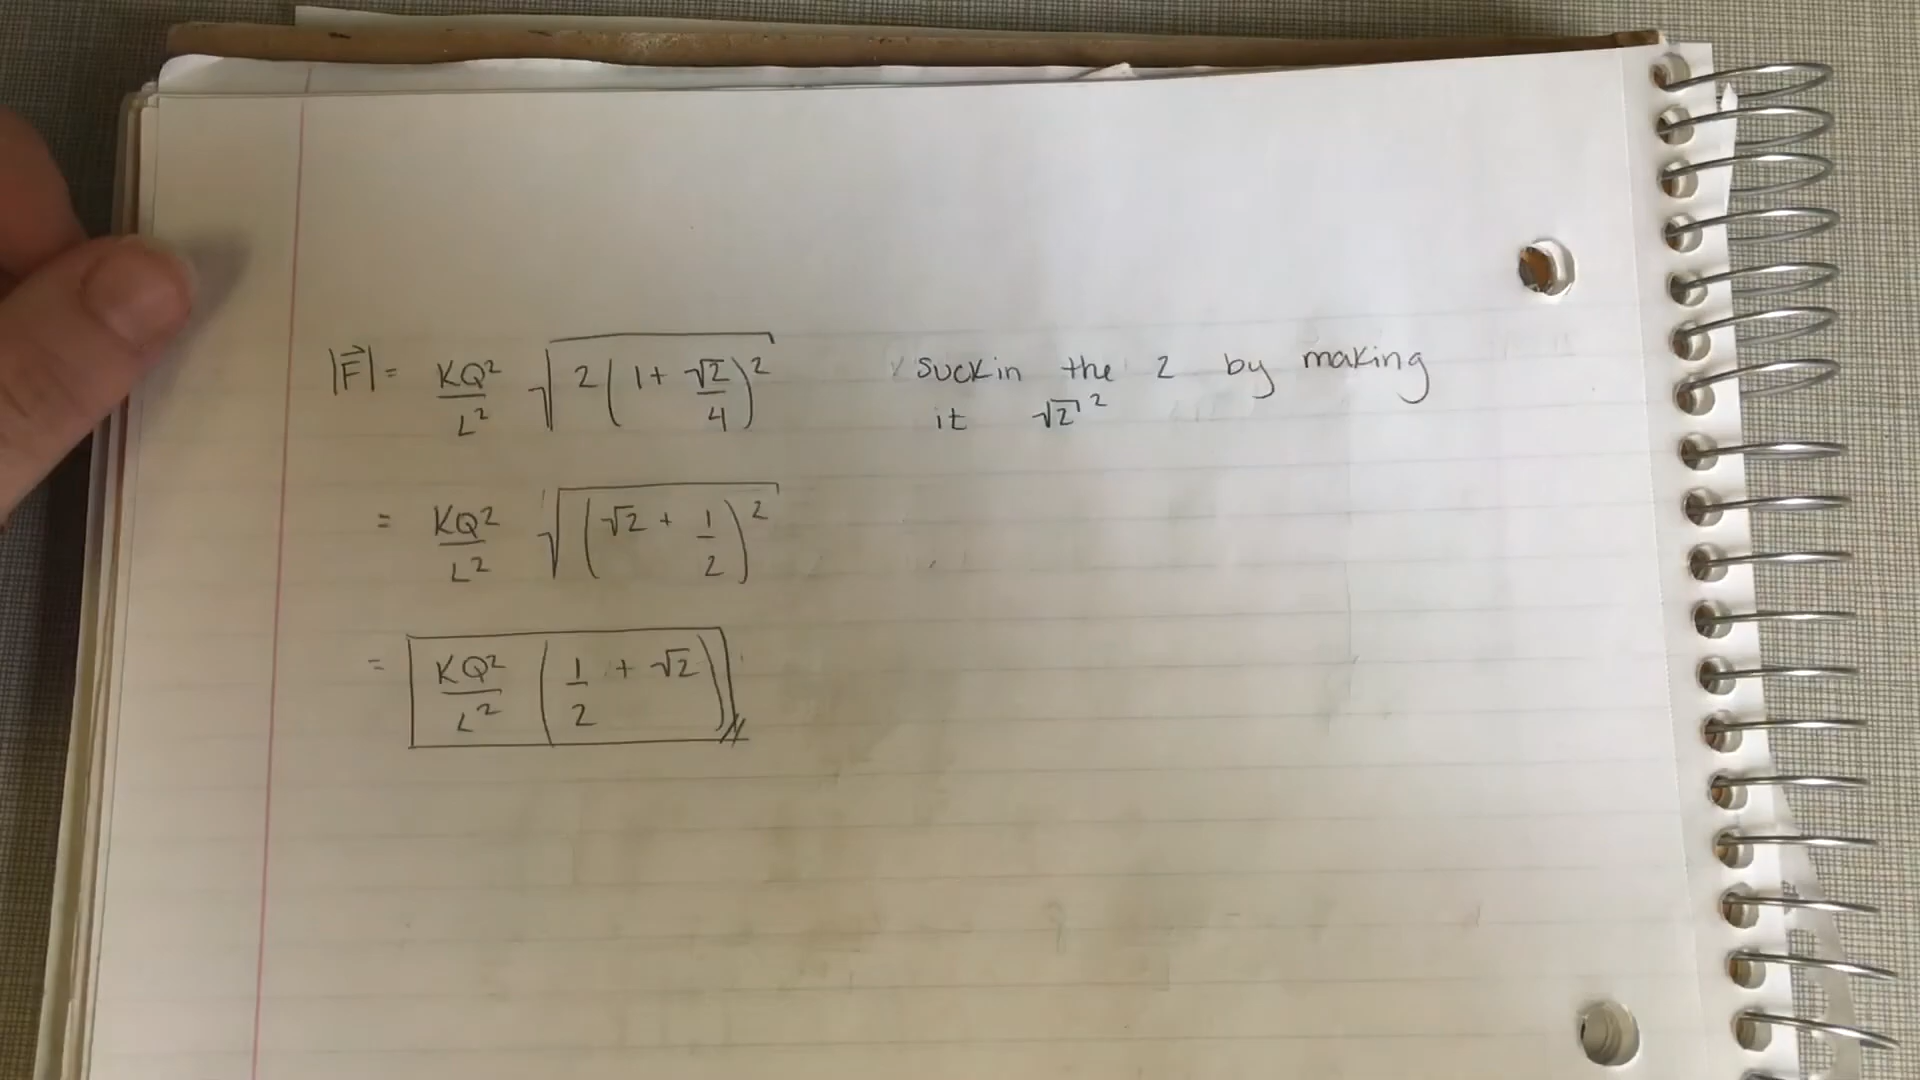 |F⃗| = KQ²/L² √(2(1 + √2/4)²) Suck in the 2 by making
it √2²
= KQ²/L² √((√2 + 1/2)²)
= KQ²/L² (1/2 + √2)